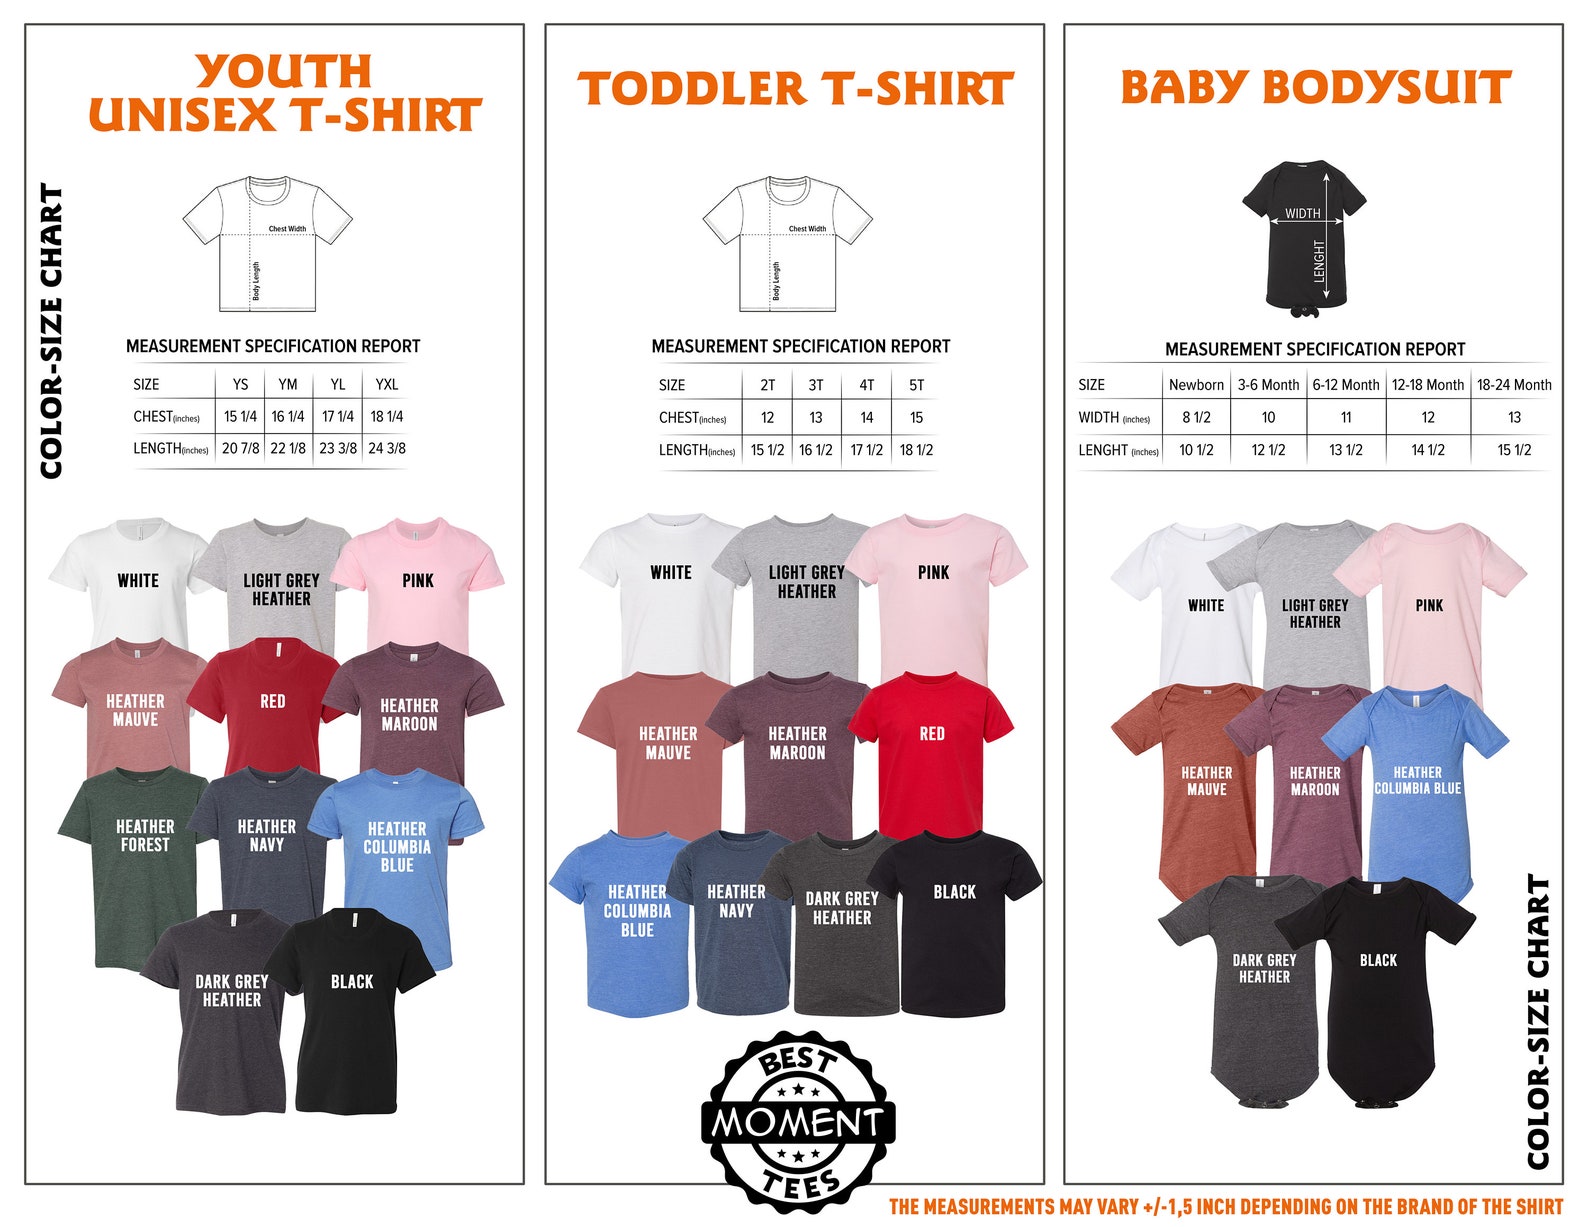 COLOR-SIZE CHART
YOUTH
UNISEX T-SHIRT
Chest Width
Body Length
MEASUREMENT SPECIFICATION REPORT
SIZE YS YM YL YXL
CHEST(inches) 15 1/4 16 1/4 17 1/4 18 1/4
LENGTH(inches) 20 7/8 22 1/8 23 3/8 24 3/8
WHITE
LIGHT GREY
HEATHER
PINK
HEATHER
MAUVE
RED
HEATHER
MAROON
HEATHER
FOREST
HEATHER
NAVY
HEATHER
COLUMBIA
BLUE
DARK GREY
HEATHER
BLACK
TODDLER T-SHIRT
Chest Width
Body Length
MEASUREMENT SPECIFICATION REPORT
SIZE 2T 3T 4T 5T
CHEST(inches) 12 13 14 15
LENGTH(inches) 15 1/2 16 1/2 17 1/2 18 1/2
WHITE
LIGHT GREY
HEATHER
PINK
HEATHER
MAUVE
HEATHER
MAROON
RED
HEATHER
COLUMBIA
BLUE
HEATHER
NAVY
DARK GREY
HEATHER
BLACK
BEST
MOMENT
TEES
BABY BODYSUIT
WIDTH
LENGHT
MEASUREMENT SPECIFICATION REPORT
SIZE Newborn 3-6 Month 6-12 Month 12-18 Month 18-24 Month
WIDTH (inches) 8 1/2 10 11 12 13
LENGHT (inches) 10 1/2 12 1/2 13 1/2 14 1/2 15 1/2
WHITE
LIGHT GREY
HEATHER
PINK
HEATHER
MAUVE
HEATHER
MAROON
HEATHER
COLUMBIA BLUE
DARK GREY
HEATHER
BLACK
COLOR-SIZE CHART
THE MEASUREMENTS MAY VARY +/-1,5 INCH DEPENDING ON THE BRAND OF THE SHIRT